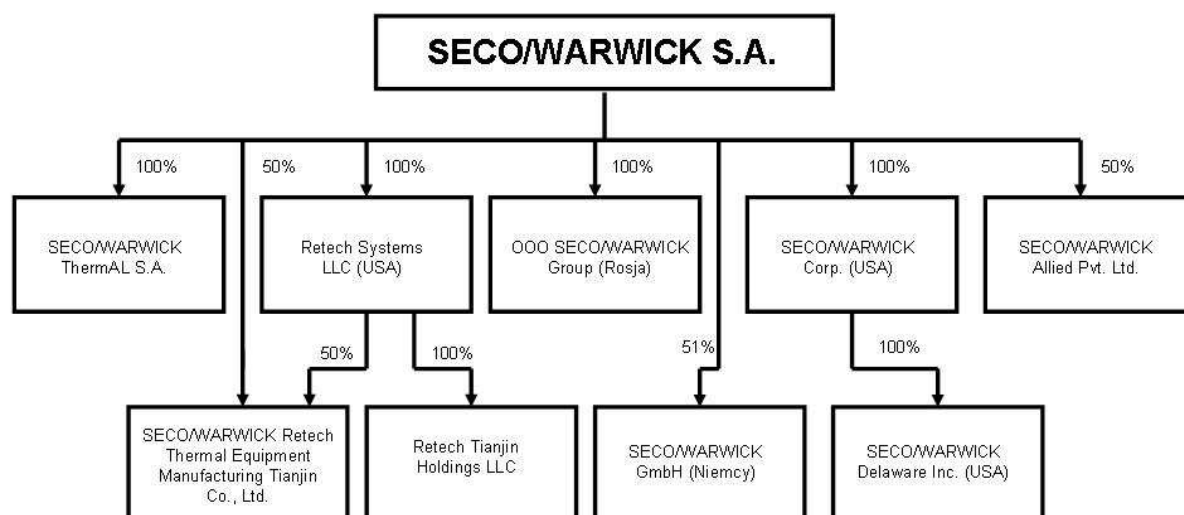 SECO/WARWICK S.A.
100%
50%
100%
100%
100%
50%
SECO/WARWICK
ThermAL S.A.
Retech Systems
LLC (USA)
OOO SECO/WARWICK
Group (Rosja)
SECO/WARWICK
Corp. (USA)
SECO/WARWICK
Allied Pvt. Ltd.
50%
100%
51%
100%
SECO/WARWICK Retech
Thermal Equipment
Manufacturing Tianjin
Co., Ltd.
Retech Tianjin
Holdings LLC
SECO/WARWICK
GmbH (Niemcy)
SECO/WARWICK
Delaware Inc. (USA)